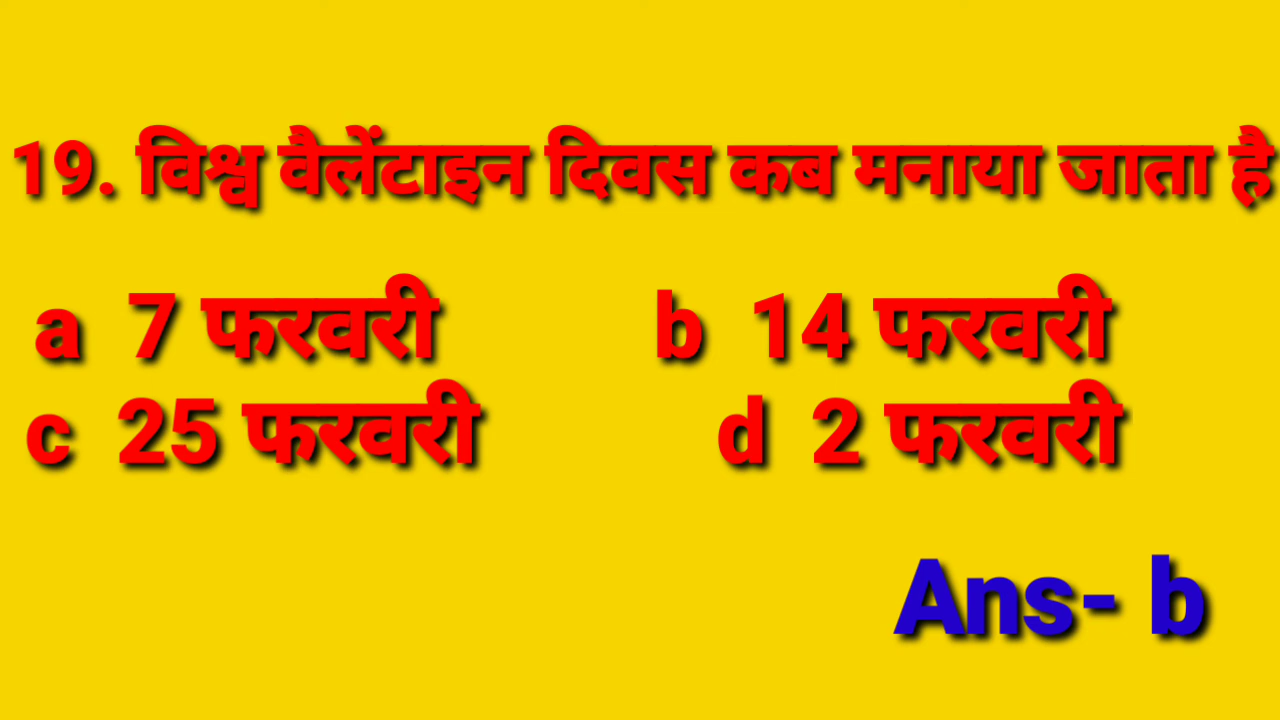 19. विश्व वैलेंटाइन दिवस कब मनाया जाता है
a 7 फरवरी b 14 फरवरी
c 25 फरवरी d 2 फरवरी
Ans- b